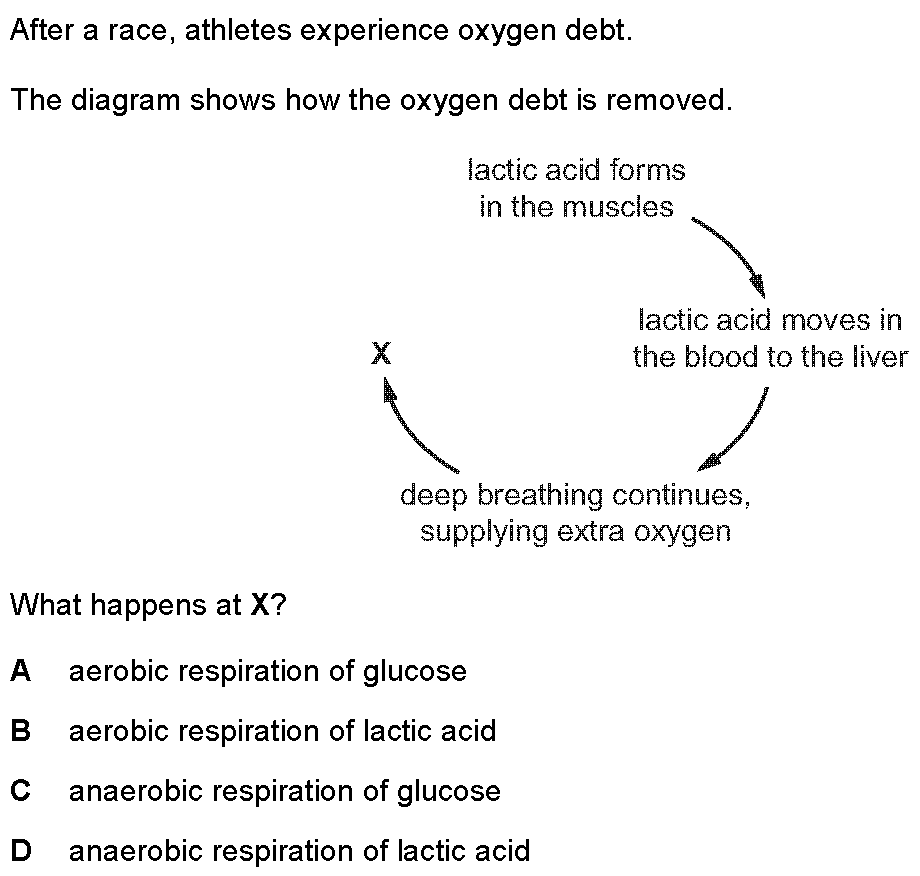 After a race, athletes experience oxygen debt.
The diagram shows how the oxygen debt is removed.
lactic acid forms
in the muscles
lactic acid moves in
the blood to the liver
X
deep breathing continues,
supplying extra oxygen
What happens at X?
A aerobic respiration of glucose
B aerobic respiration of lactic acid
C anaerobic respiration of glucose
D anaerobic respiration of lactic acid